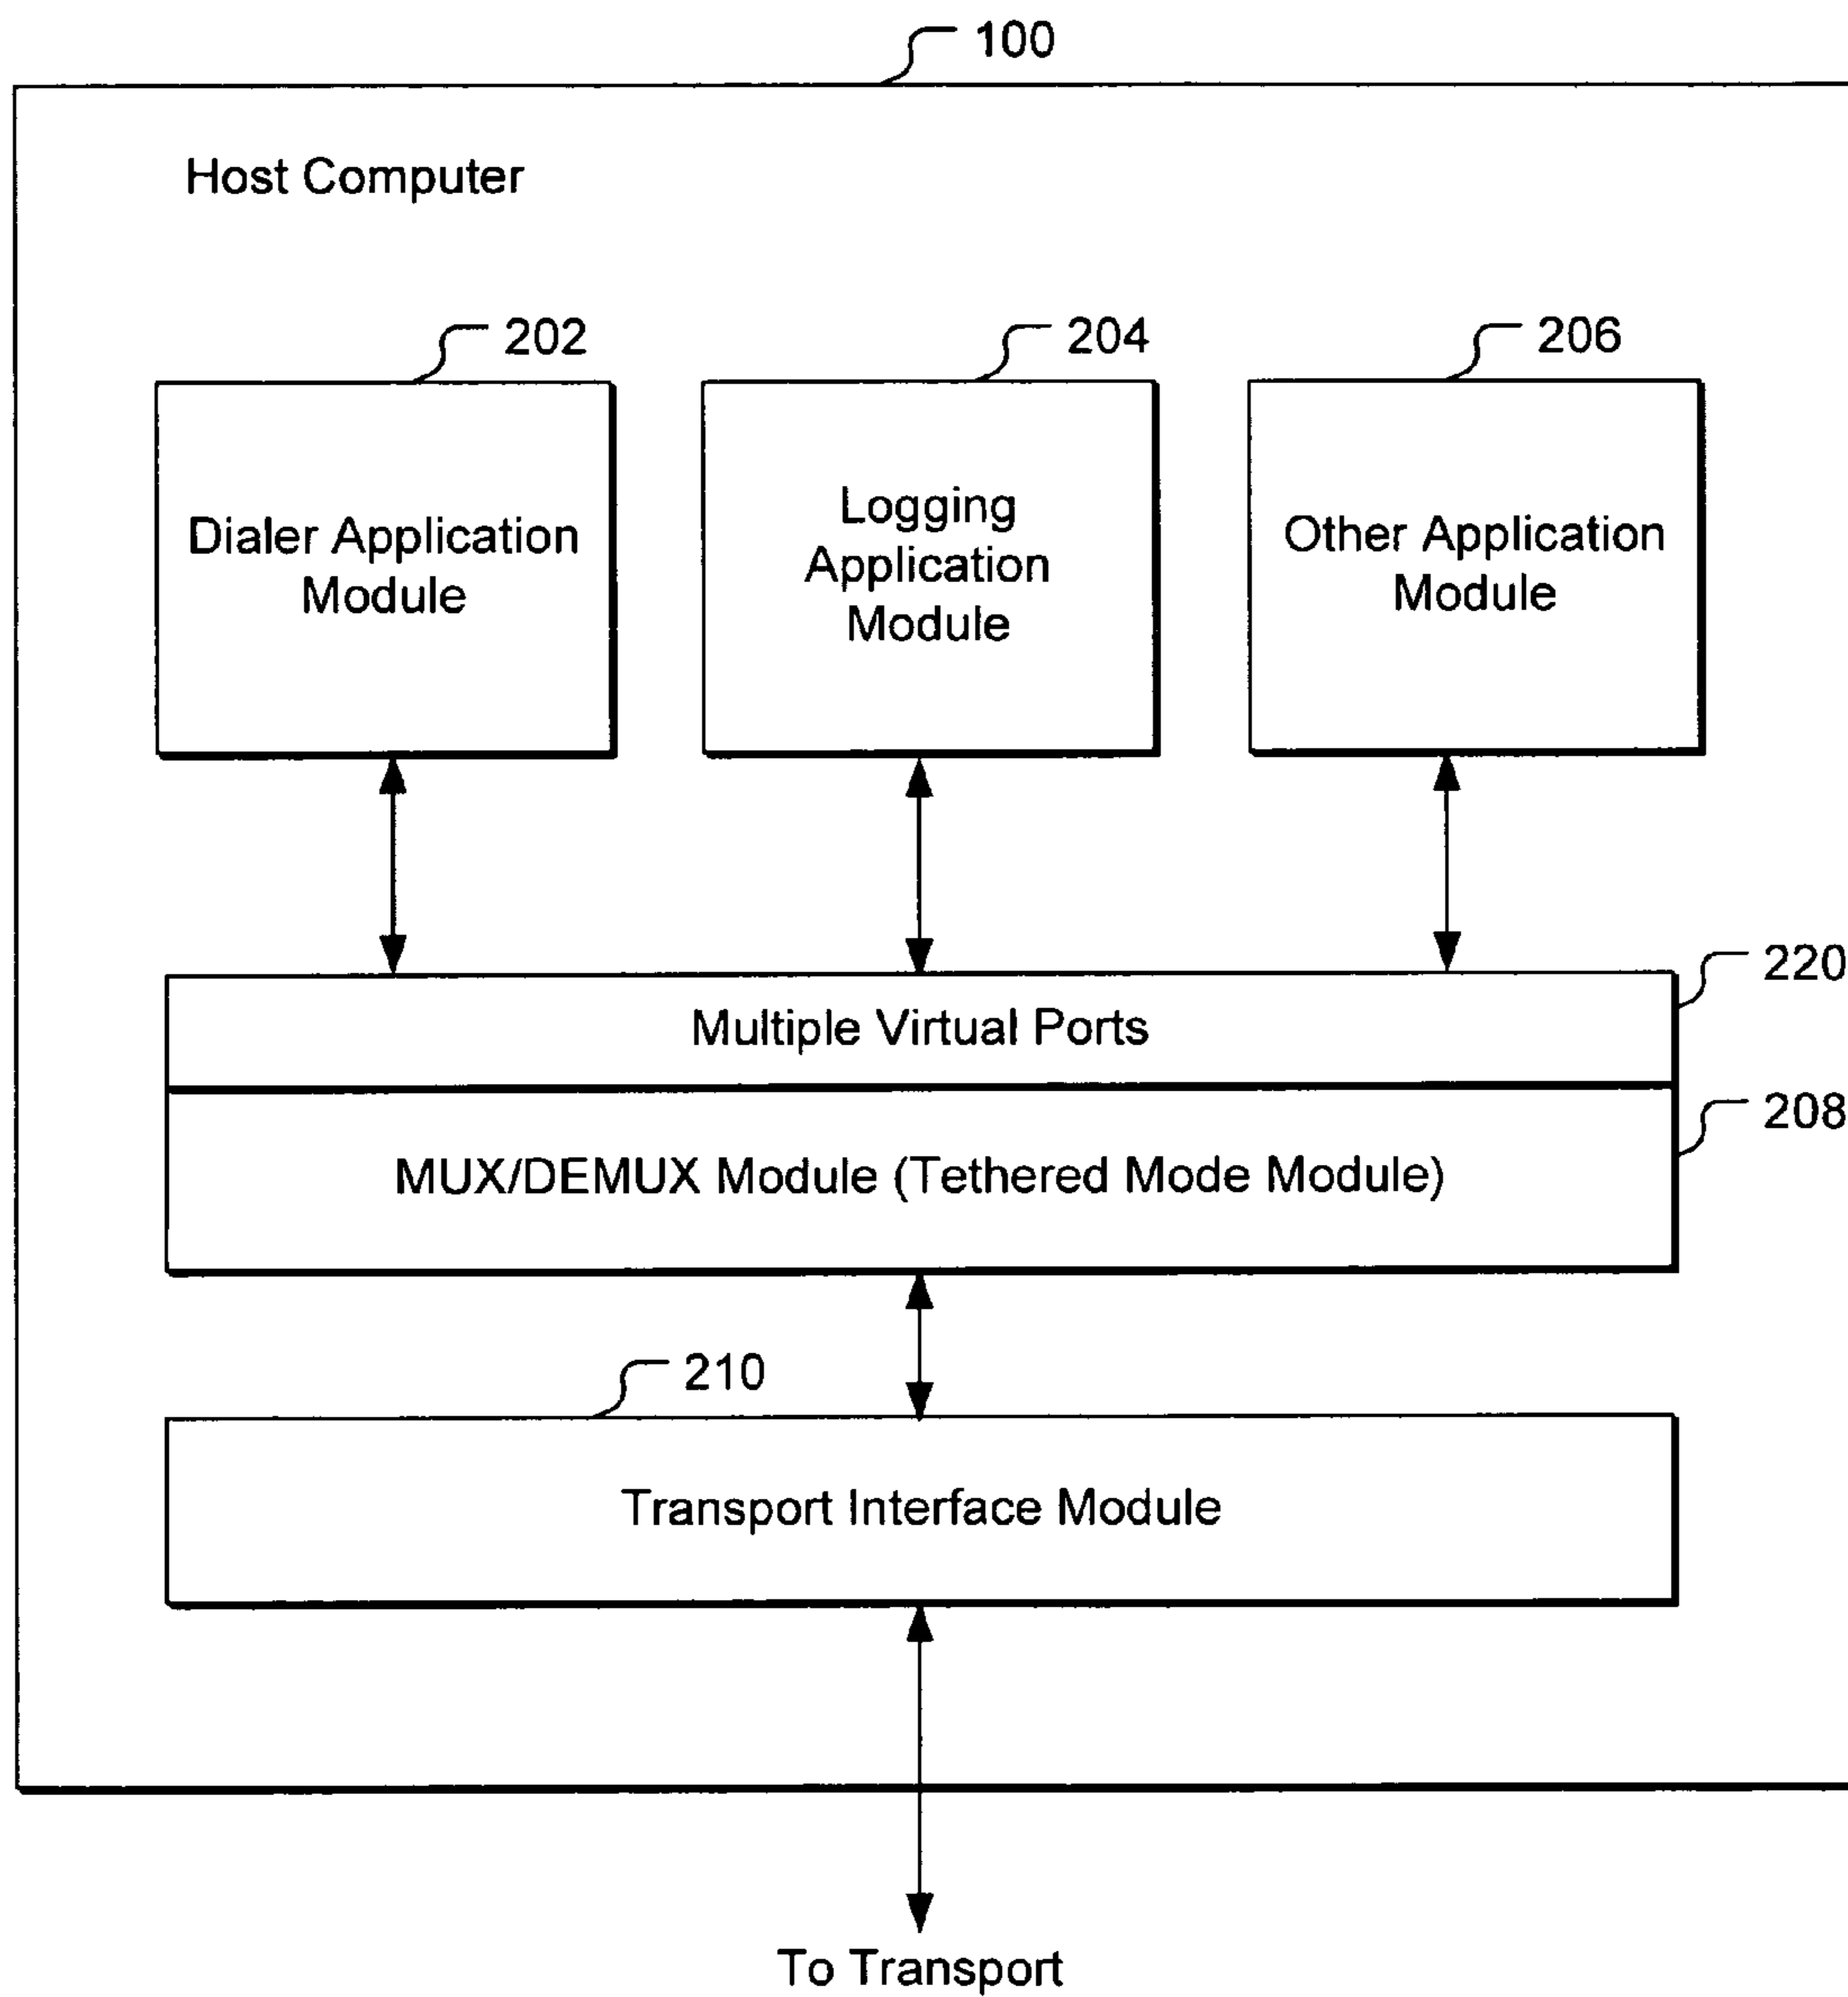 100
Host Computer
202
204
206
Dialer Application
Module
Logging
Application
Module
Other Application
Module
220
Multiple Virtual Ports
208
MUX/DEMUX Module (Tethered Mode Module)
210
Transport Interface Module
To Transport